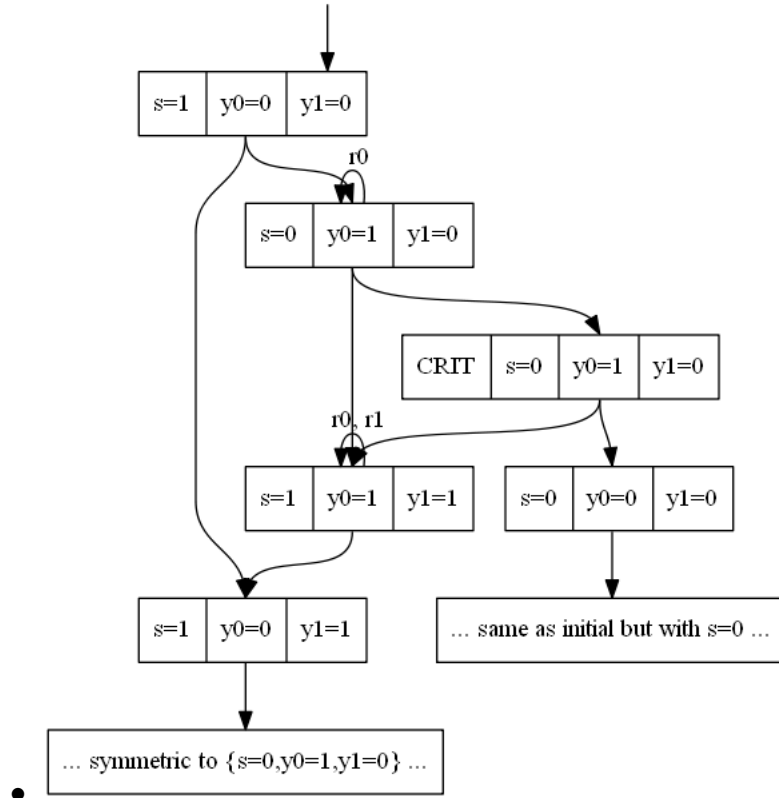 s=1 y0=0 y1=0
r0
s=0 y0=1 y1=0
CRIT s=0 y0=1 y1=0
r0, r1
s=1 y0=1 y1=1
s=0 y0=0 y1=0
s=1 y0=0 y1=1
... same as initial but with s=0 ...
... symmetric to {s=0,y0=1,y1=0} ...